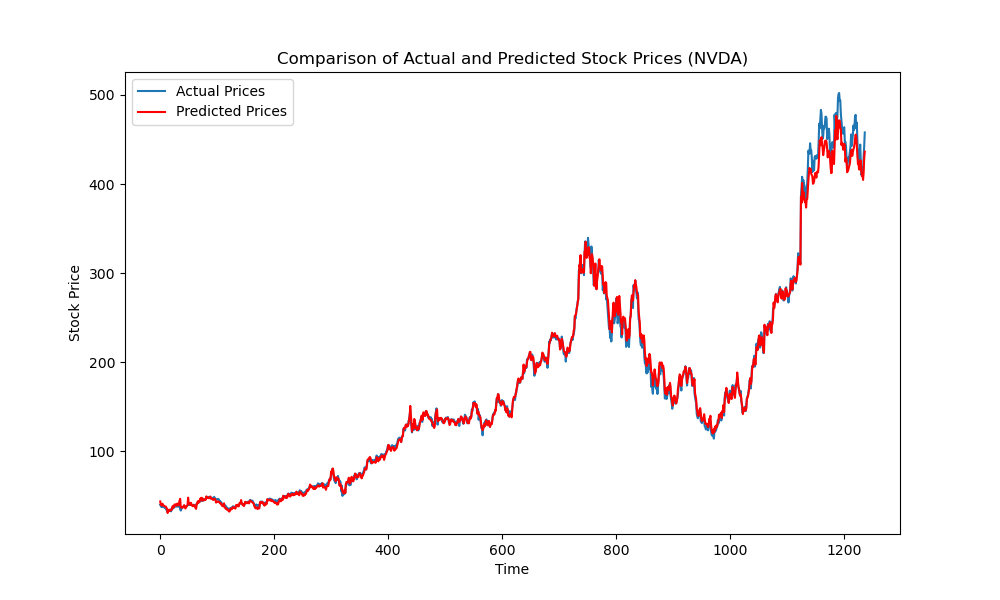 Comparison of Actual and Predicted Stock Prices (NVDA)
Actual Prices
Predicted Prices
500
400
300
200
100
Stock Price
0 200 400 600 800 1000 1200
Time